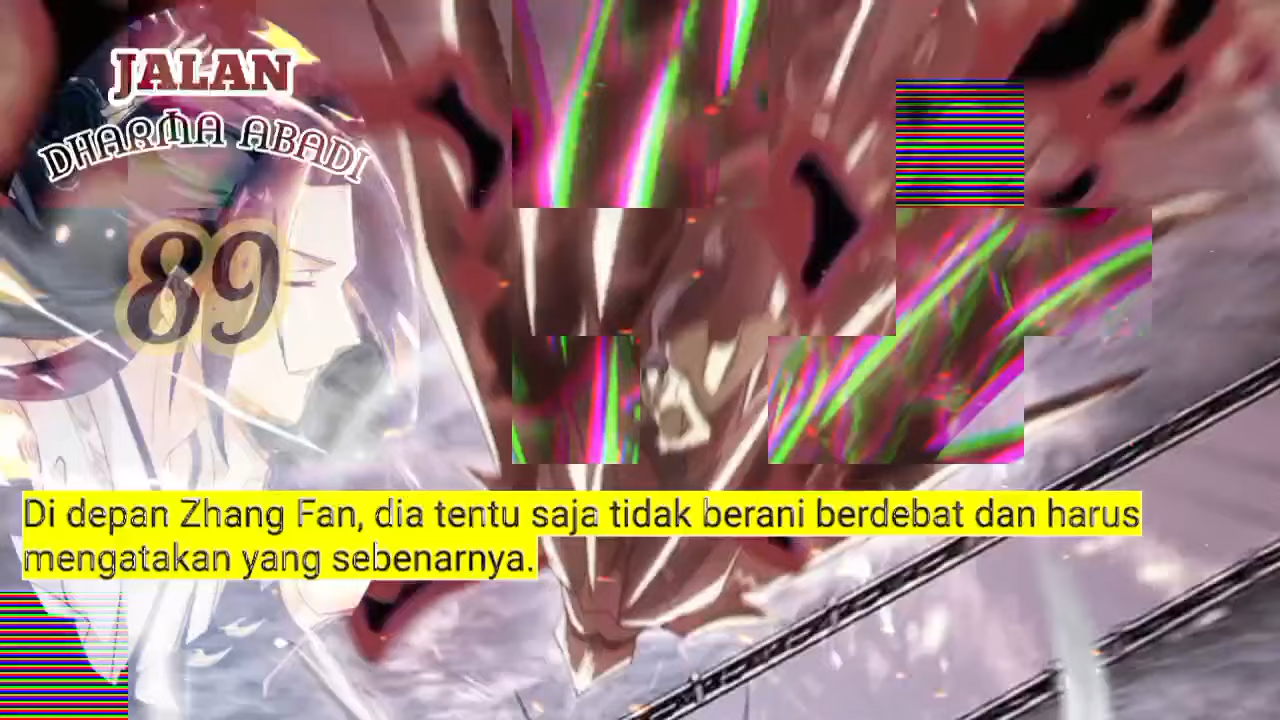 JALAN
DHARMA ABADI
89
Di depan Zhang Fan, dia tentu saja tidak berani berdebat dan harus
mengatakan yang sebenarnya.